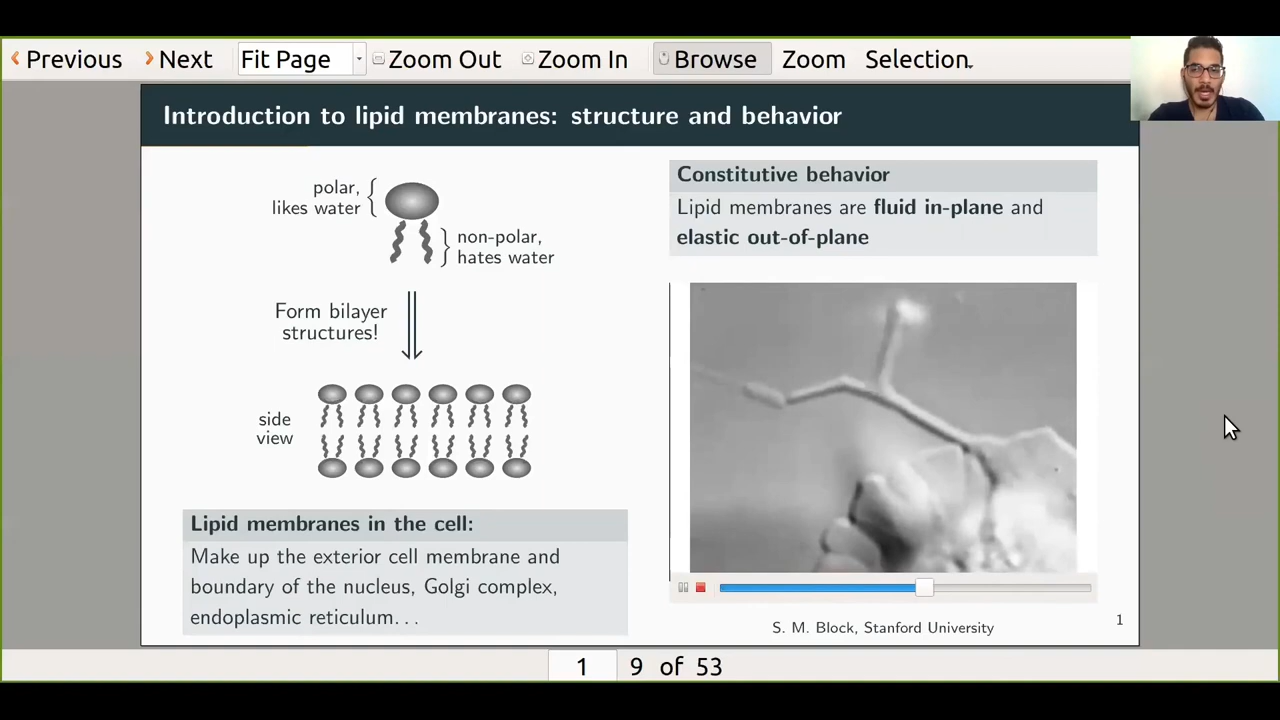 Previous Next Fit Page Zoom Out Zoom In Browse Zoom Selection
Introduction to lipid membranes: structure and behavior
polar,
likes water
non-polar,
hates water
Form bilayer
structures!
side
view
Lipid membranes in the cell:
Make up the exterior cell membrane and
boundary of the nucleus, Golgi complex,
endoplasmic reticulum...
Constitutive behavior
Lipid membranes are fluid in-plane and
elastic out-of-plane
S. M. Block, Stanford University
1
1 9 of 53